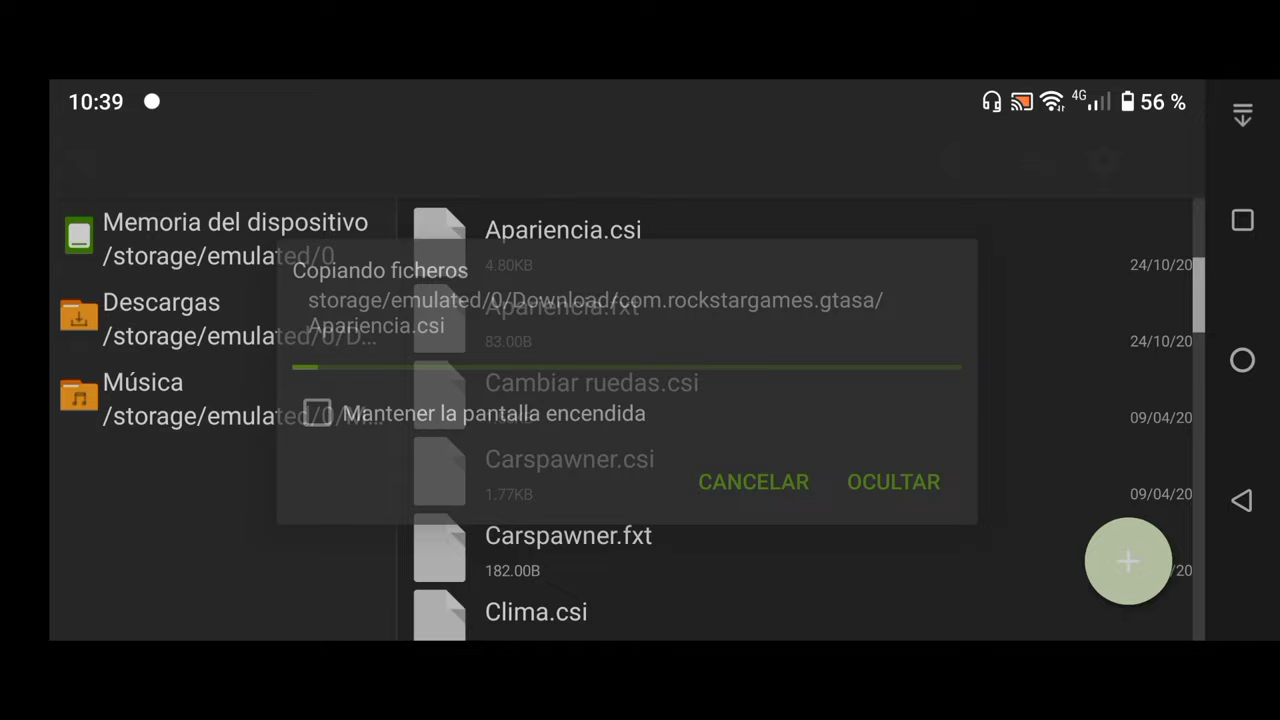 10:39
4G
56 %
Memoria del dispositivo
/storage/emulated/0
Descargas
/storage/emulated/0/D...
Música
/storage/emulated/0/M...
Apariencia.csi
4.80KB
24/10/20
Apariencia.fxt
83.00B
24/10/20
Cambiar ruedas.csi
09/04/20
Carspawner.csi
1.77KB
09/04/20
Carspawner.fxt
182.00B
/20
Clima.csi
Copiando ficheros
storage/emulated/0/Download/com.rockstargames.gtasa/
Apariencia.csi
Mantener la pantalla encendida
CANCELAR
OCULTAR